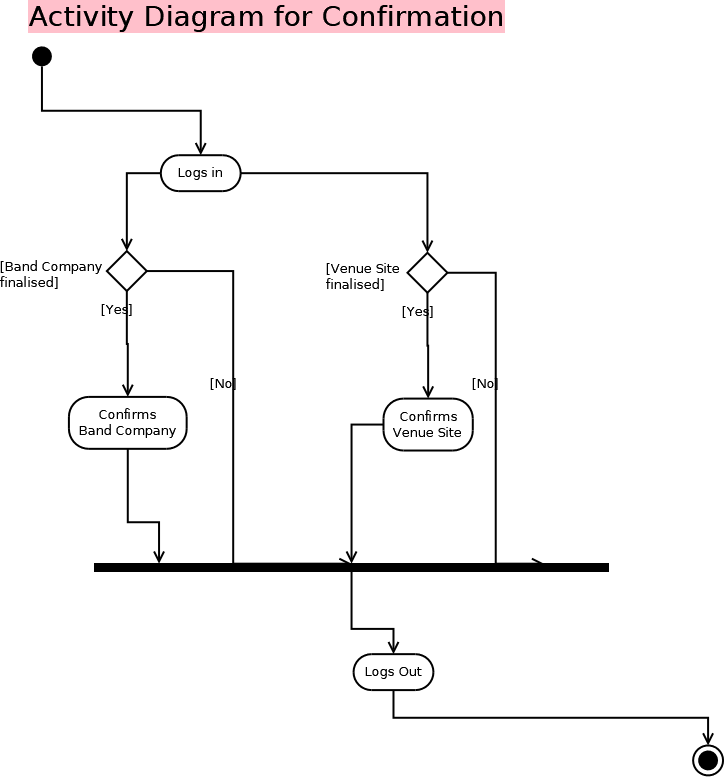 Activity Diagram for Confirmation
Logs in
[Band Company
finalised]
[Venue Site
finalised]
[Yes]
[Yes]
[No]
[No]
Confirms
Band Company
Confirms
Venue Site
Logs Out